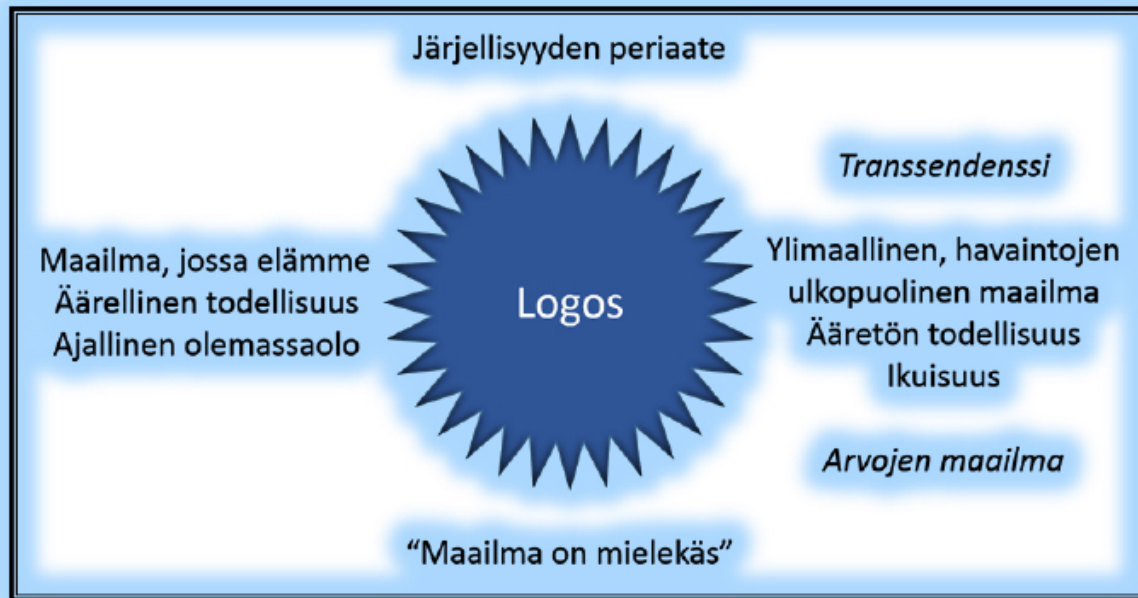 Järjellisyyden periaate
Maailma, jossa elämme
Äärellinen todellisuus
Ajallinen olemassaolo
Logos
Transsendenssi
Ylimaallinen, havaintojen
ulkopuolinen maailma
Ääretön todellisuus
Ikuisuus
Arvojen maailma
“Maailma on mielekäs”